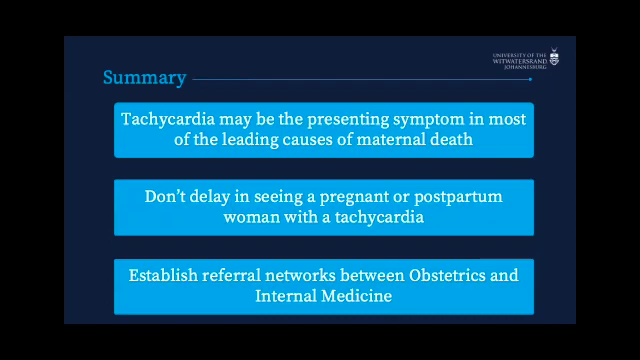 UNIVERSITY OF THE
WITWATERSRAND,
JOHANNESBURG
Summary
Tachycardia may be the presenting symptom in most
of the leading causes of maternal death
Don’t delay in seeing a pregnant or postpartum
woman with a tachycardia
Establish referral networks between Obstetrics and
Internal Medicine